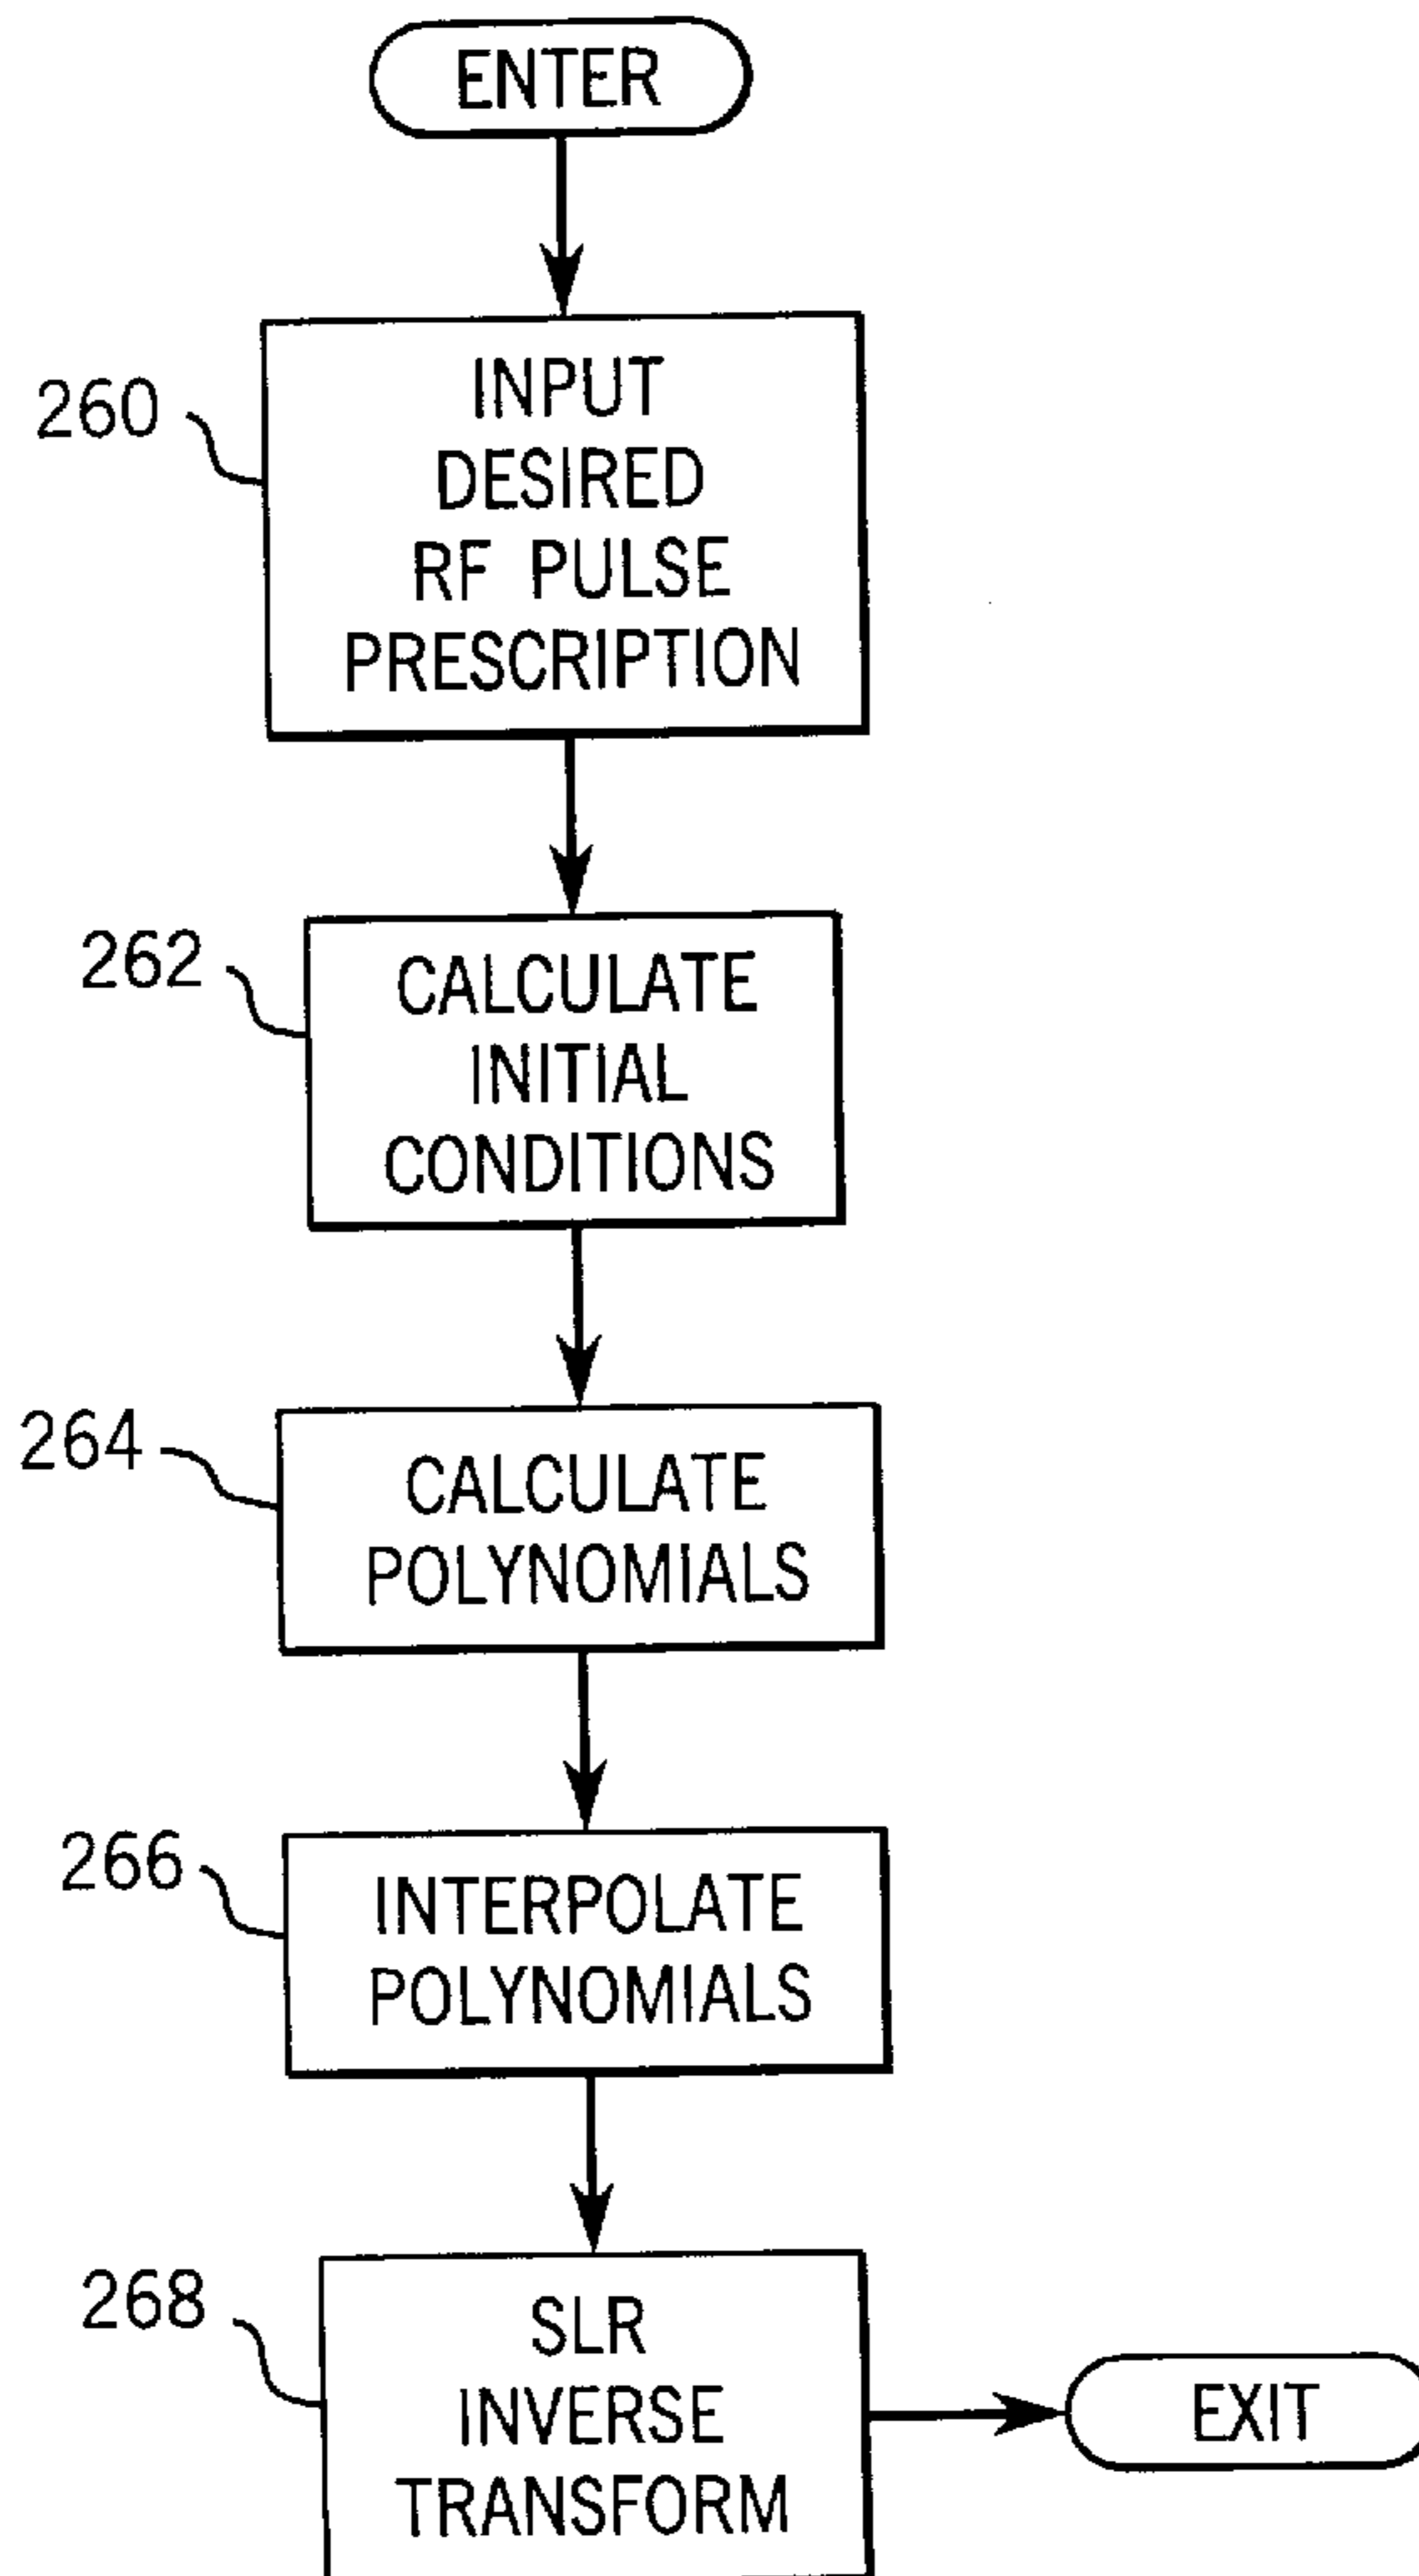 ENTER
260
INPUT
DESIRED
RF PULSE
PRESCRIPTION
262
CALCULATE
INITIAL
CONDITIONS
264
CALCULATE
POLYNOMIALS
266
INTERPOLATE
POLYNOMIALS
268
SLR
INVERSE
TRANSFORM
EXIT